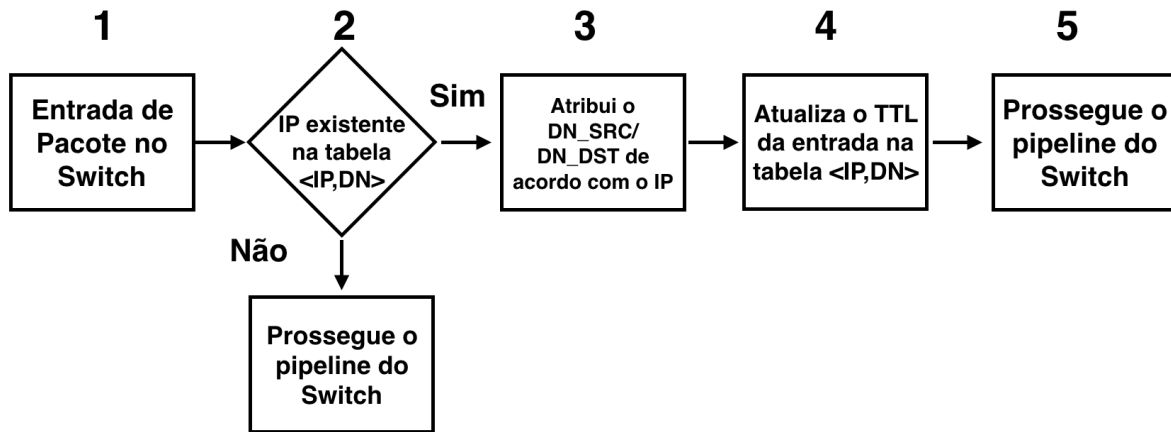 1
2
3
4
5
Entrada de
Pacote no
Switch
IP existente
na tabela
<IP,DN>
Sim
Atribui o
DN_SRC/
DN_DST de
acordo com o IP
Atualiza o TTL
da entrada na
tabela <IP,DN>
Prossegue o
pipeline do
Switch
Não
Prossegue o
pipeline do
Switch